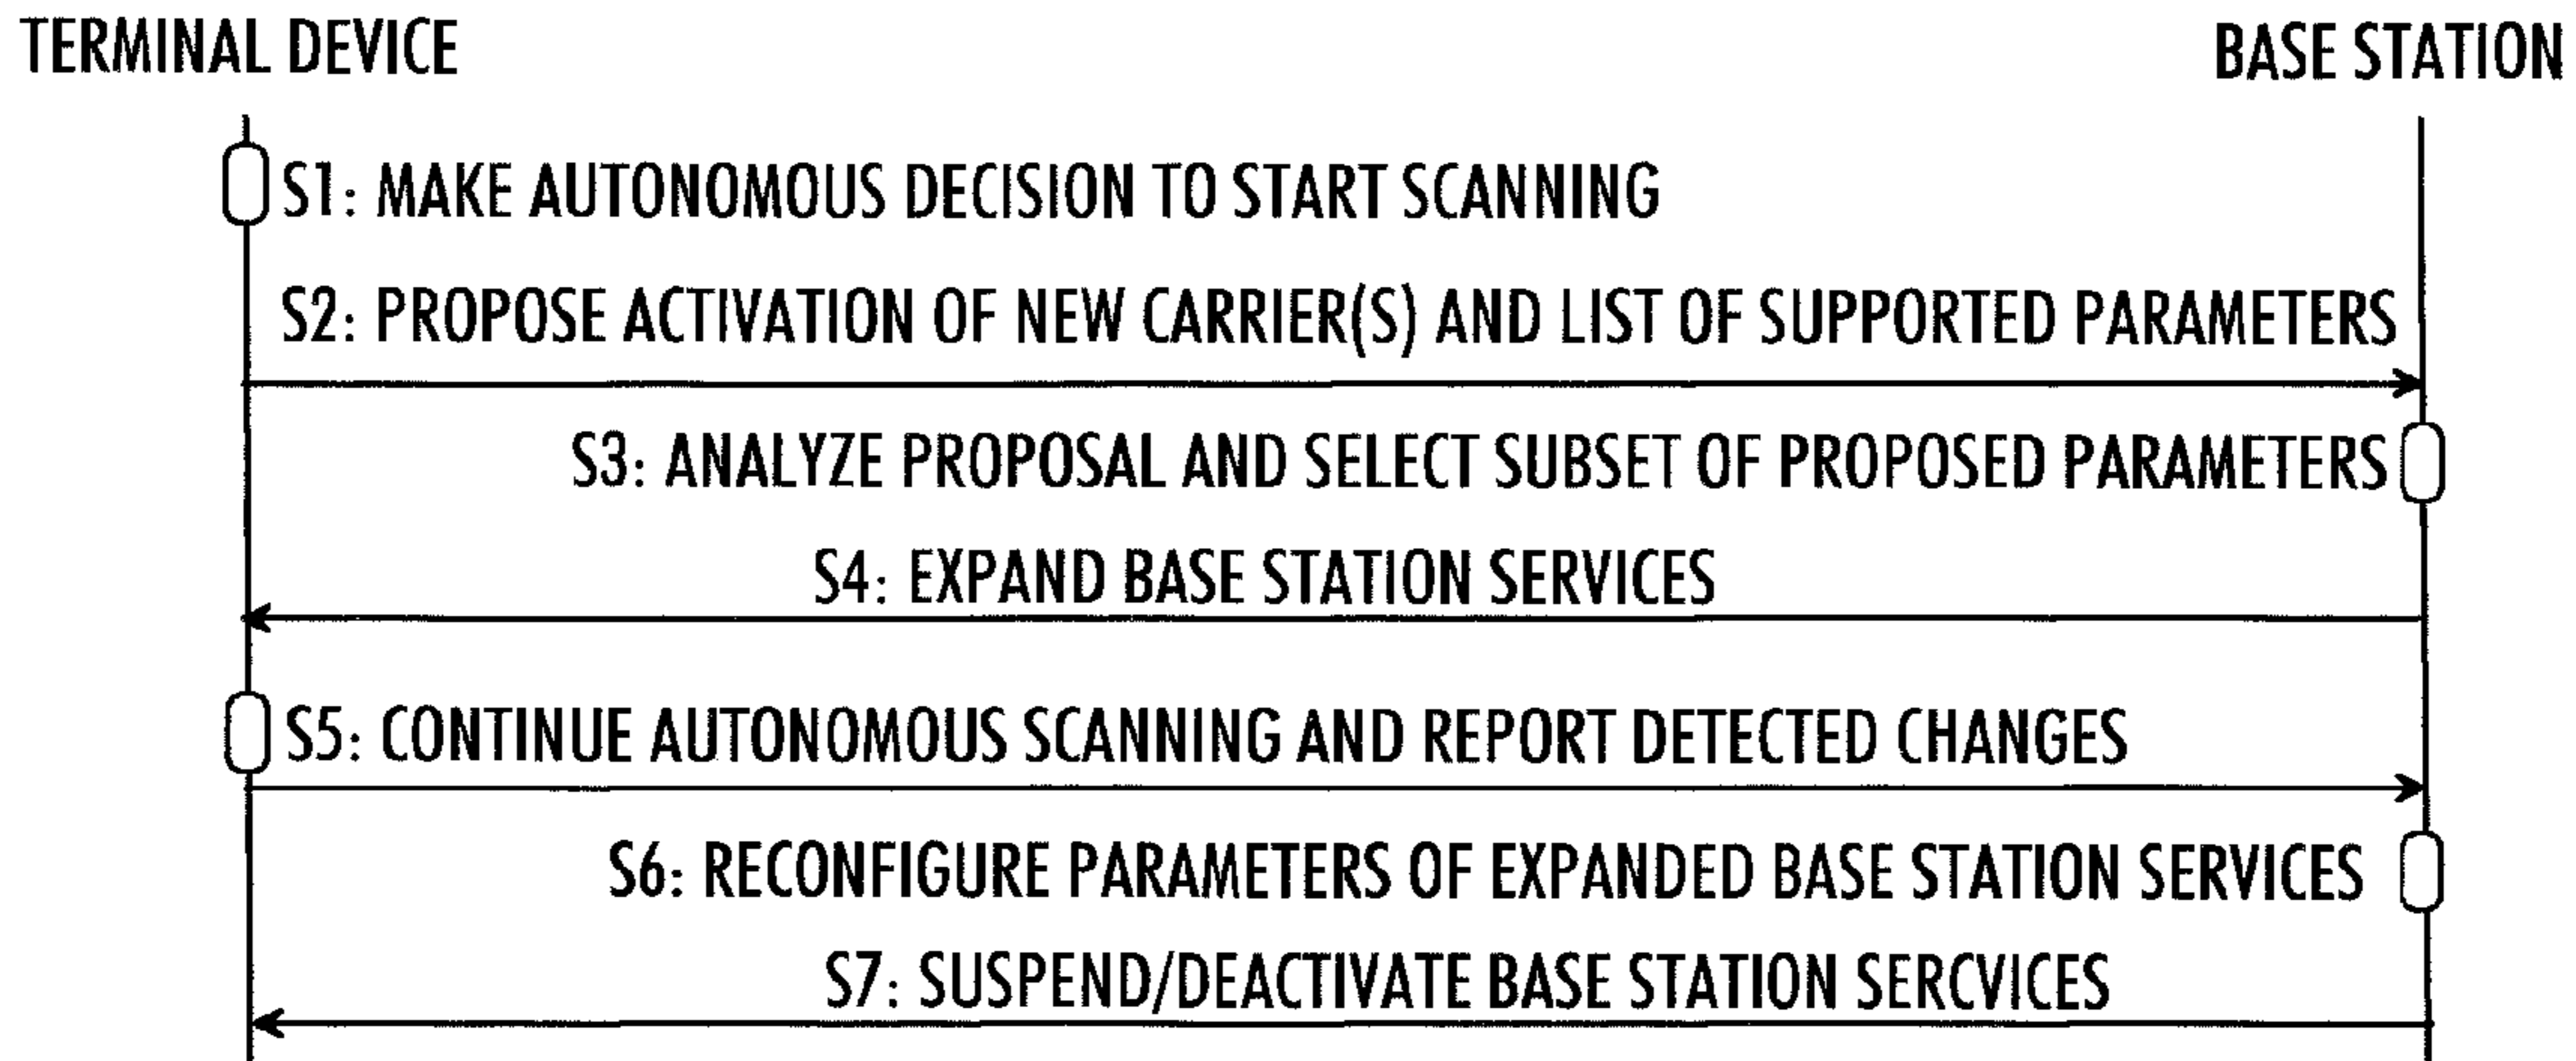 TERMINAL DEVICE
BASE STATION
S1: MAKE AUTONOMOUS DECISION TO START SCANNING
S2: PROPOSE ACTIVATION OF NEW CARRIER(S) AND LIST OF SUPPORTED PARAMETERS
S3: ANALYZE PROPOSAL AND SELECT SUBSET OF PROPOSED PARAMETERS
S4: EXPAND BASE STATION SERVICES
S5: CONTINUE AUTONOMOUS SCANNING AND REPORT DETECTED CHANGES
S6: RECONFIGURE PARAMETERS OF EXPANDED BASE STATION SERVICES
S7: SUSPEND/DEACTIVATE BASE STATION SERCVICES